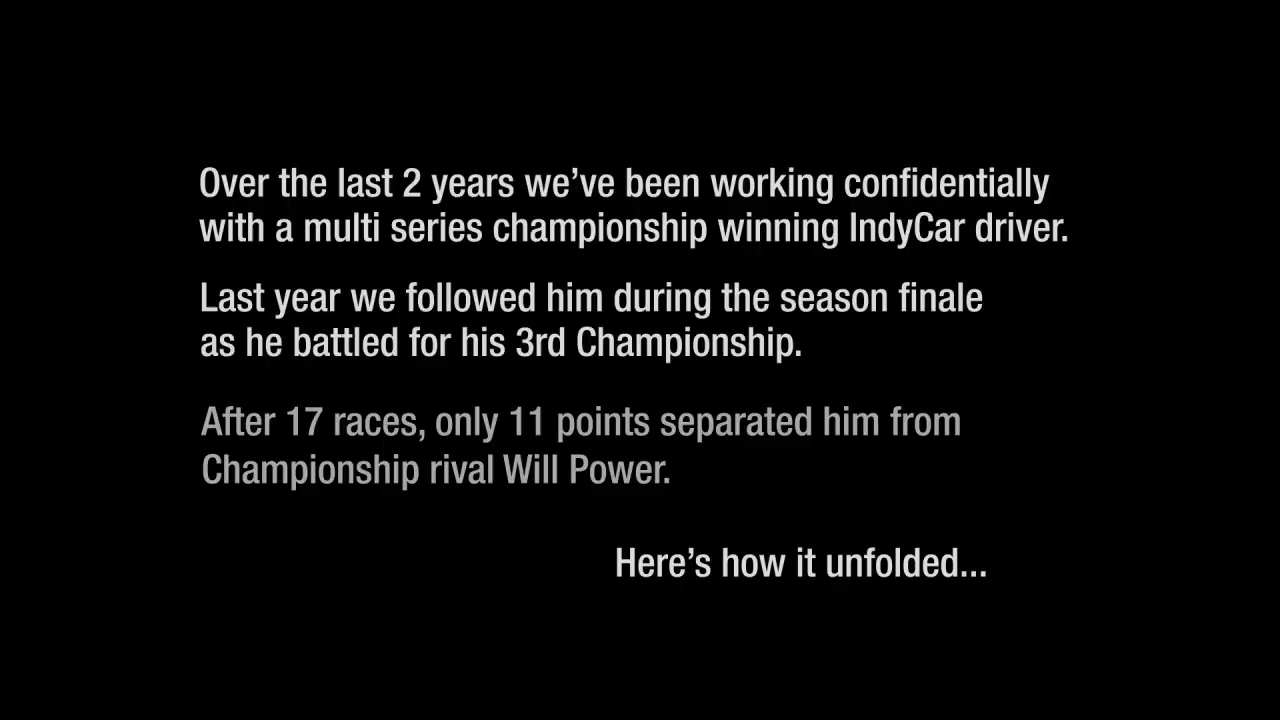 Over the last 2 years we’ve been working confidentially
with a multi series championship winning IndyCar driver.
Last year we followed him during the season finale
as he battled for his 3rd Championship.
After 17 races, only 11 points separated him from
Championship rival Will Power.
Here’s how it unfolded...